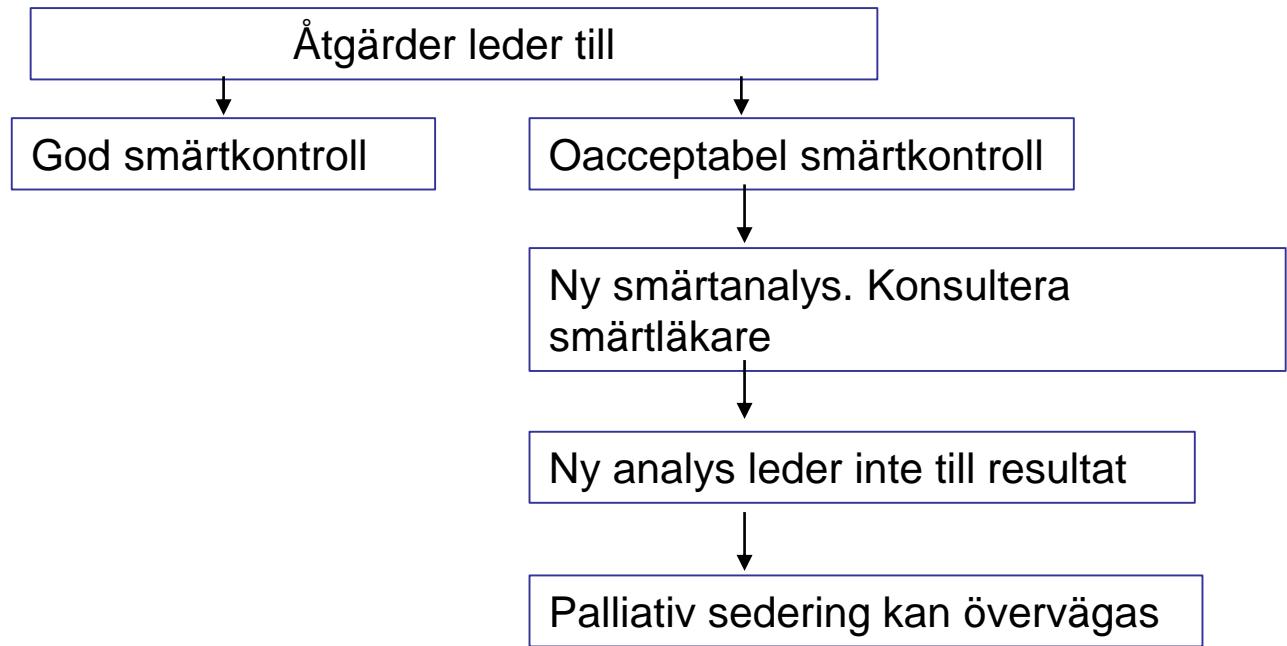 Åtgärder leder till
God smärtkontroll
Oacceptabel smärtkontroll
Ny smärtanalys. Konsultera
smärtläkare
Ny analys leder inte till resultat
Palliativ sedering kan övervägas